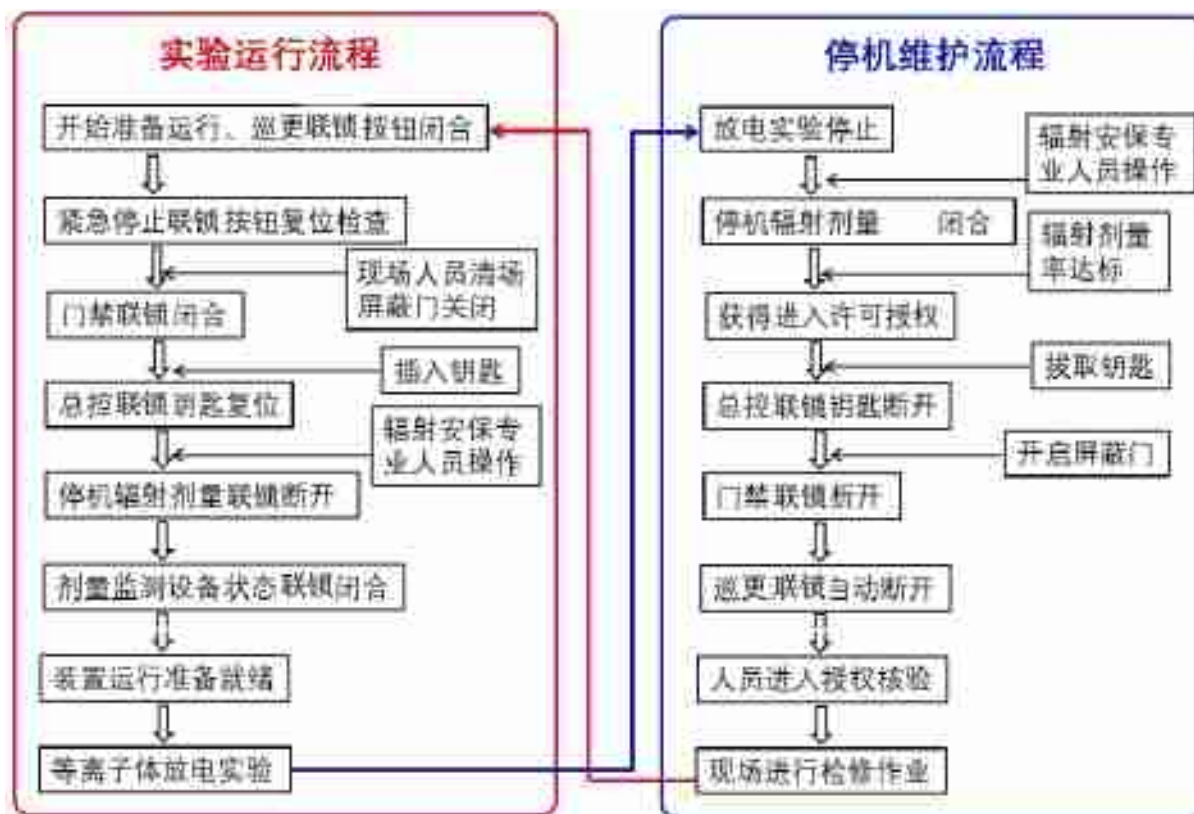 实验运行流程
开始准备运行、巡更联锁按钮闭合
紧急停止联锁按钮复位检查
现场人员清场
屏蔽门关闭
门禁联锁闭合
插入钥匙
总控联锁钥匙复位
辐射安保专
业人员操作
停机辐射剂量联锁断开
剂量监测设备状态联锁闭合
装置运行准备就绪
等离子体放电实验
停机维护流程
放电实验停止
辐射安保专
业人员操作
停机辐射剂量 闭合
辐射剂量
率达标
获得进入许可授权
拔取钥匙
总控联锁钥匙断开
开启屏蔽门
门禁联锁断开
巡更联锁自动断开
人员进入授权核验
现场进行检修作业